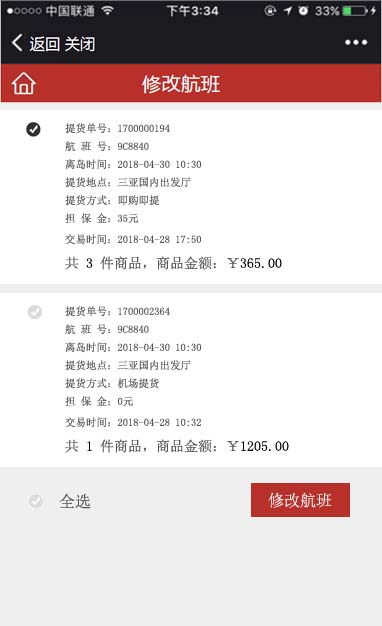 中国联通 下午3:34 33%
返回 关闭
修改航班
提货单号：1700000194
航 班 号：9C8840
离岛时间：2018-04-30 10:30
提货地点：三亚国内出发厅
提货方式：即购即提
担 保 金：35元
交易时间：2018-04-28 17:50
共 3 件商品，商品金额：￥365.00
提货单号：1700002364
航 班 号：9C8840
离岛时间：2018-04-30 10:30
提货地点：三亚国内出发厅
提货方式：机场提货
担 保 金：0元
交易时间：2018-04-28 10:32
共 1 件商品，商品金额：￥1205.00
全选 修改航班